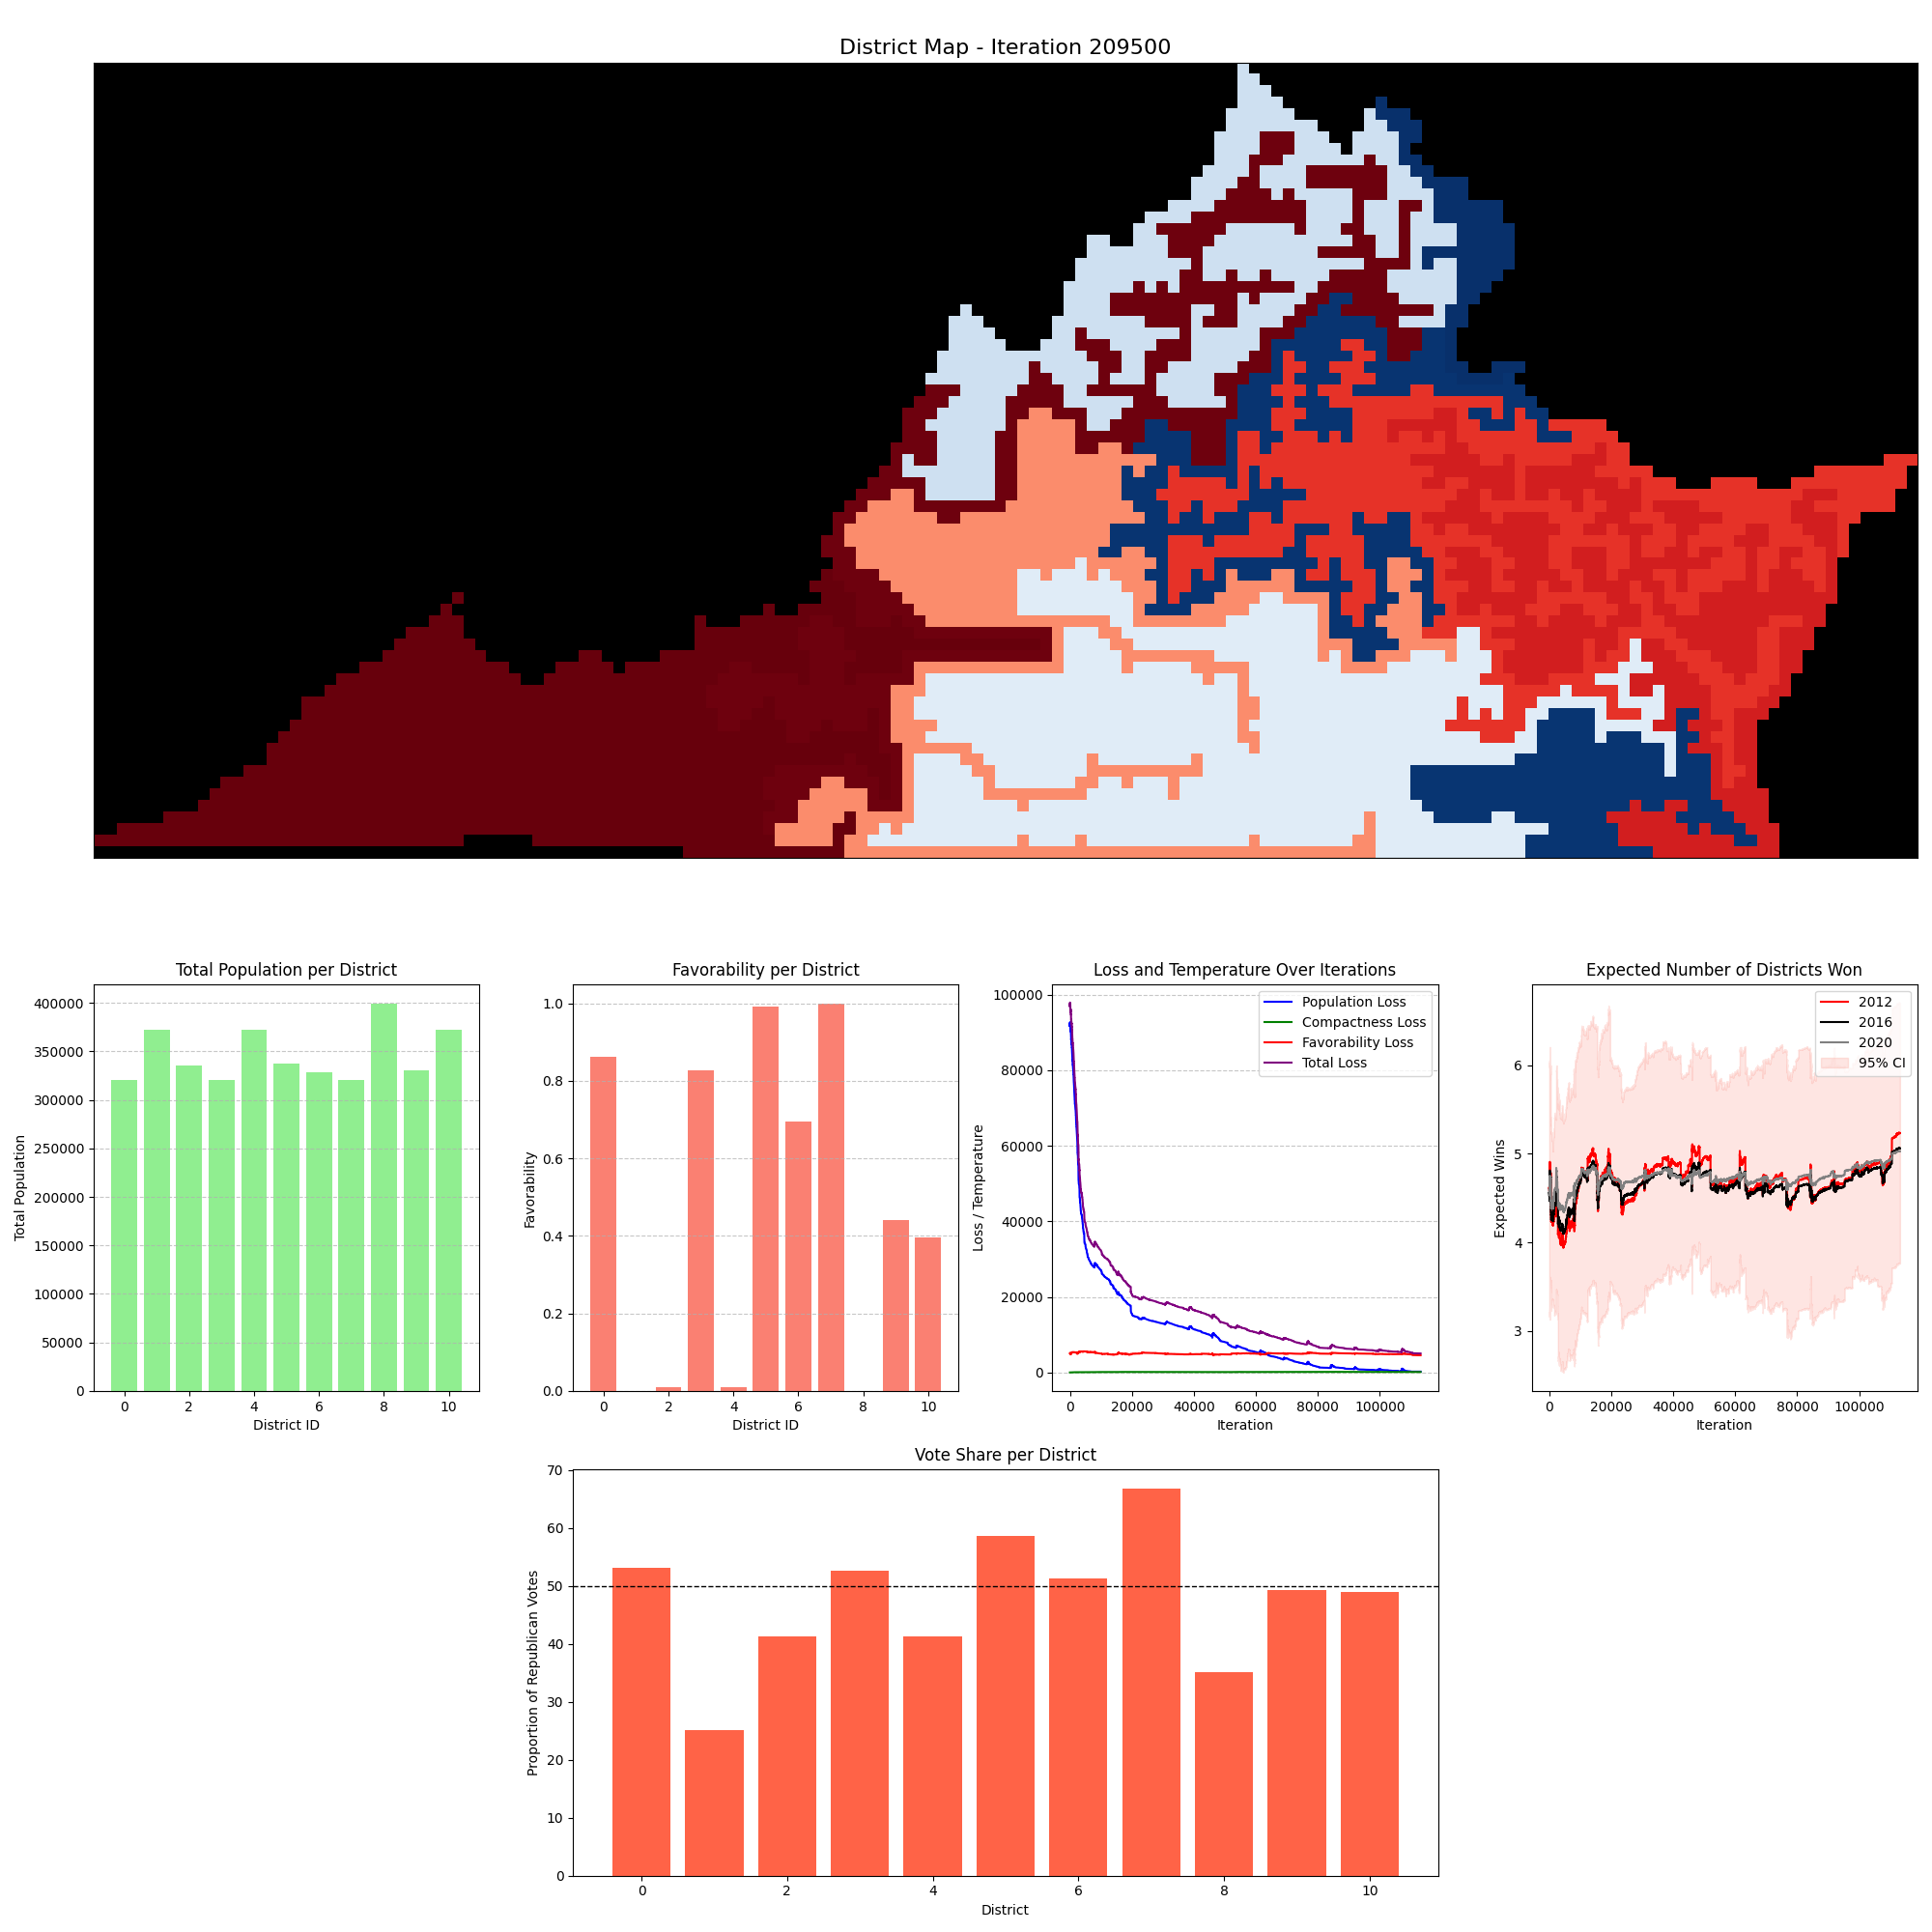 District Map - Iteration 209500
Total Population per District
Total Population
400000
350000
300000
250000
200000
150000
100000
50000
0
0 2 4 6 8 10
District ID
Favorability per District
Favorability
1.0
0.8
0.6
0.4
0.2
0.0
0 2 4 6 8 10
District ID
Loss and Temperature Over Iterations
Loss / Temperature
100000
80000
60000
40000
20000
0
Population Loss
Compactness Loss
Favorability Loss
Total Loss
0 20000 40000 60000 80000 100000
Iteration
Expected Number of Districts Won
Expected Wins
6
5
4
3
2012
2016
2020
95% CI
0 20000 40000 60000 80000 100000
Iteration
Vote Share per District
Proportion of Republican Votes
70
60
50
40
30
20
10
0
0 2 4 6 8 10
District